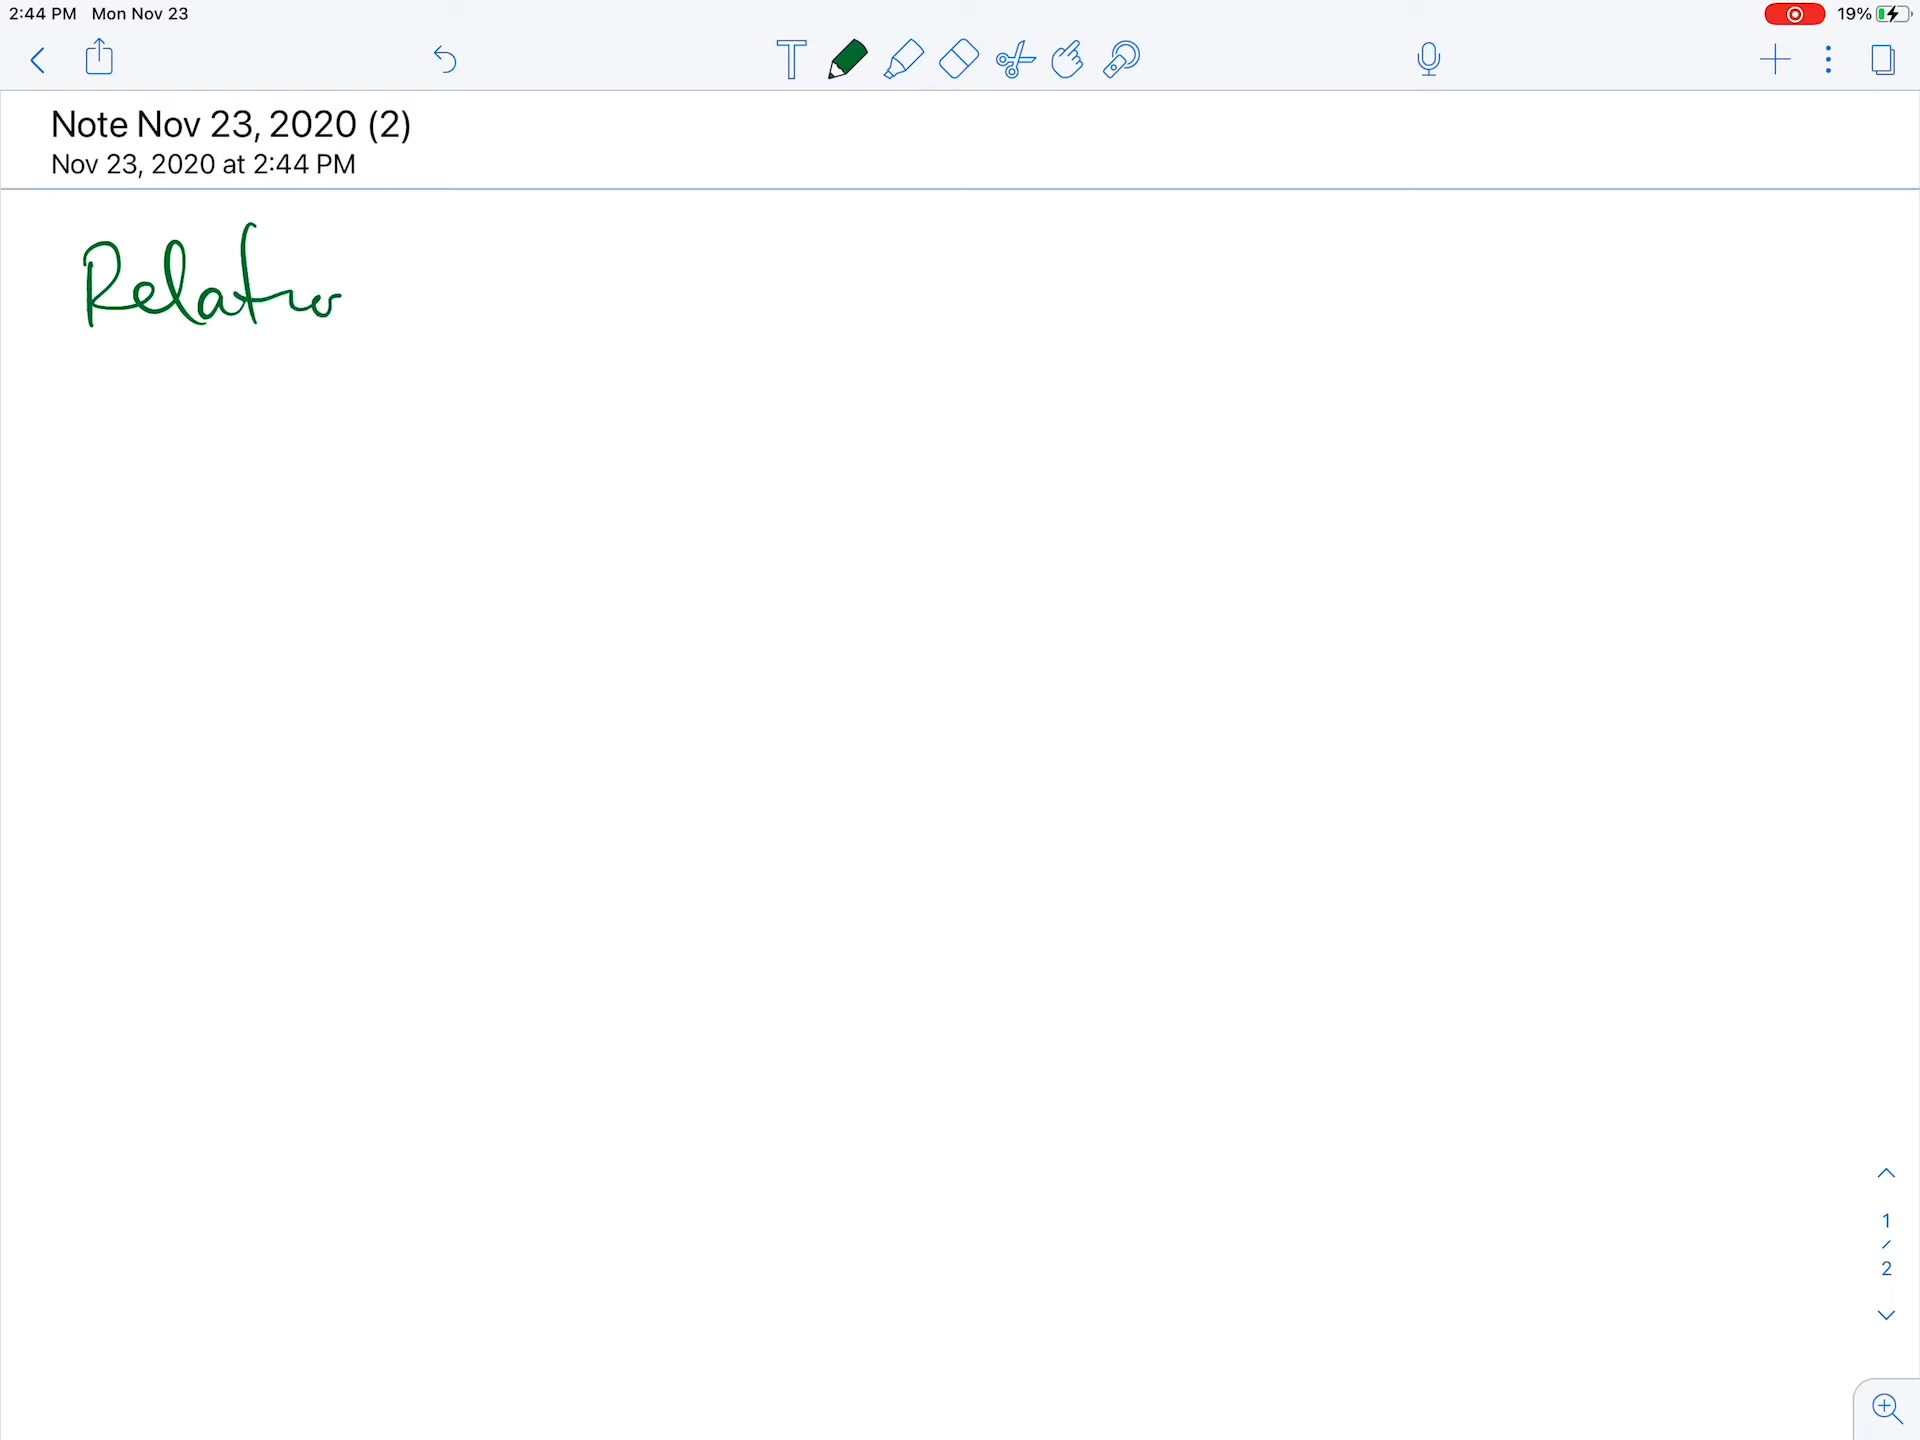 2:44 PM Mon Nov 23
19%
T
Note Nov 23, 2020 (2)
Nov 23, 2020 at 2:44 PM
Relatio
1
/
2